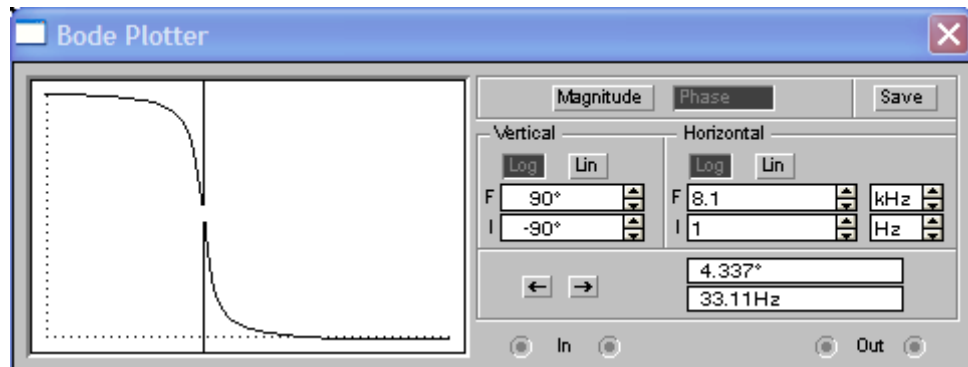 Bode Plotter
Magnitude Phase Save
Vertical Horizontal
Log Lin Log Lin
F 90° F 8.1 kHz
I -90° I 1 Hz
← →
4.337°
33.11Hz
In Out